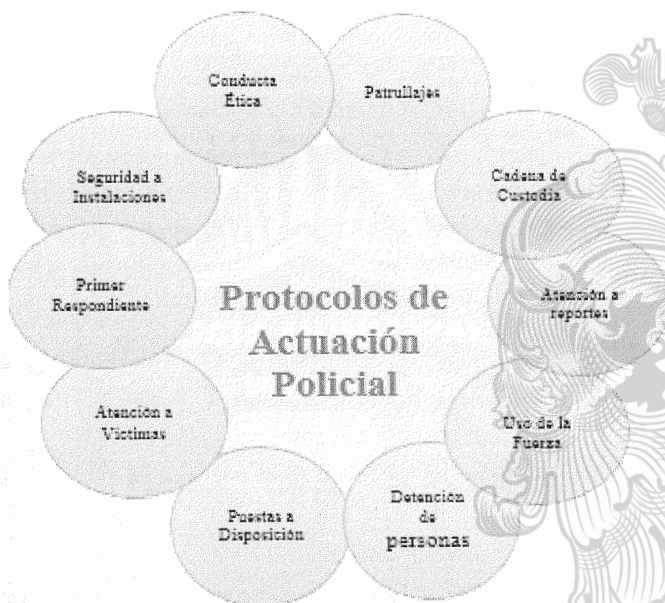 Conducta
Ética
Patrullajes
Seguridad a
Instalaciones
Cadena de
Custodia
Primer
Respondiente
Protocolos de
Actuación
Policial
Atención a
reportes
Atención a
Víctimas
Uso de la
Fuerza
Puestas a
Disposición
Detención
de
personas